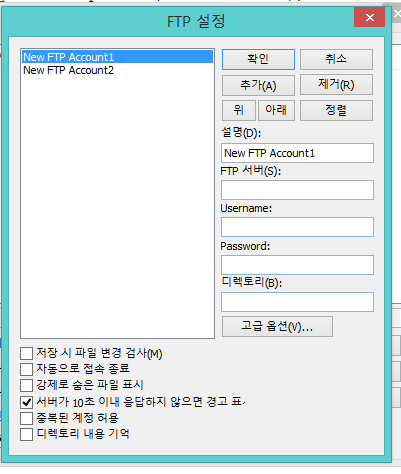 FTP 설정
New FTP Account1
New FTP Account2
확인
취소
추가(A)
제거(R)
위
아래
정렬
설명(D):
New FTP Account1
FTP 서버(S):
Username:
Password:
디렉토리(B):
고급 옵션(V)...
저장 시 파일 변경 검사(M)
자동으로 접속 종료
강제로 숨은 파일 표시
서버가 10초 이내 응답하지 않으면 경고 표시
중복된 계정 허용
디렉토리 내용 기억